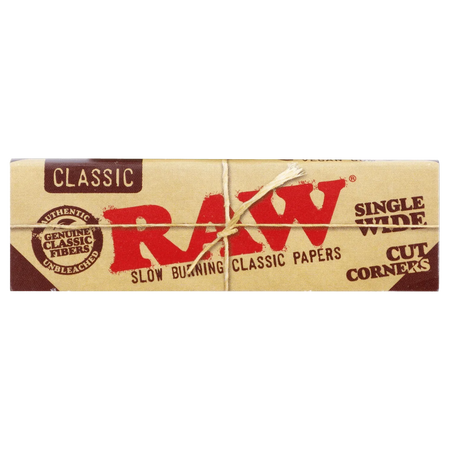 CLASSIC
AUTHENTIC
GENUINE
CLASSIC
FIBERS
UNBLEACHED
RAW
SLOW BURNING CLASSIC PAPERS
SINGLE
WIDE
CUT
CORNERS